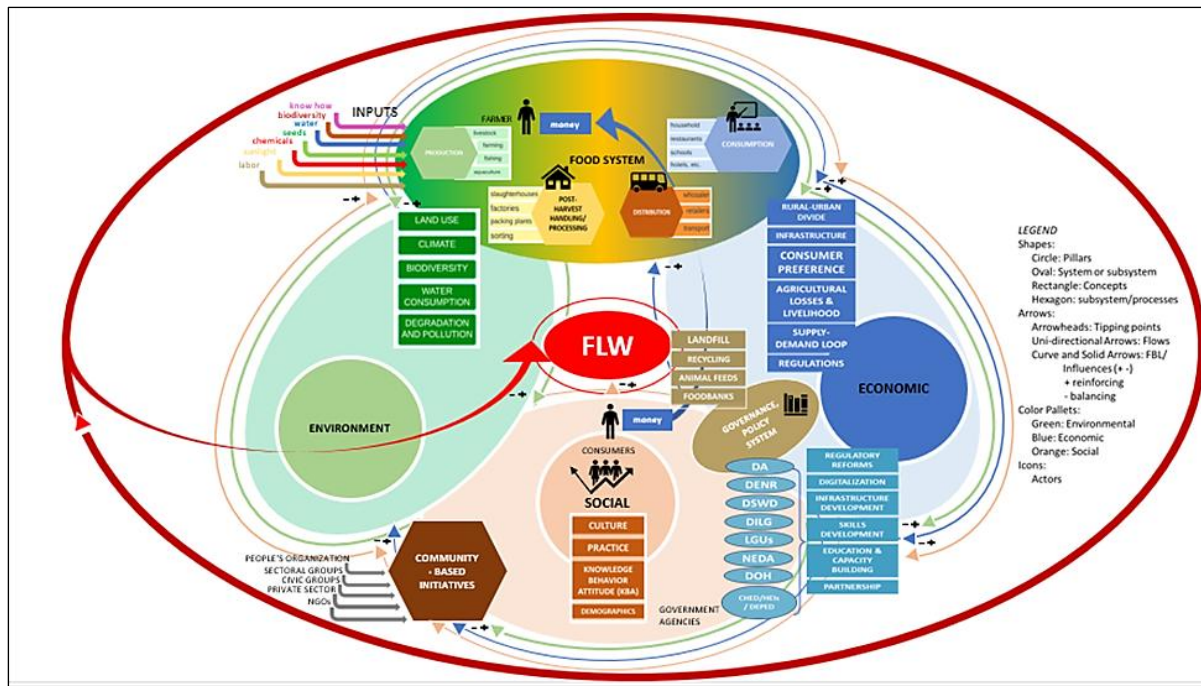 know how
biodiversity
water
seeds
chemicals
sunlight
labor
INPUTS
FARMER
PRODUCTION
livestock
farming
fishing
aquaculture
money
FOOD SYSTEM
household
restaurants
schools
hotels, etc.
CONSUMPTION
slaughterhouses
factories
packing plants
sorting
POST-
HARVEST
HANDLING/
PROCESSING
DISTRIBUTION
retailers
transport
- +
- +
- +
- +
LAND USE
CLIMATE
BIODIVERSITY
WATER
CONSUMPTION
DEGRADATION
AND POLLUTION
RURAL-URBAN
DIVIDE
INFRASTRUCTURE
CONSUMER
PREFERENCE
AGRICULTURAL
LOSSES &
LIVELIHOOD
SUPPLY-
DEMAND LOOP
REGULATIONS
- +
FLW
LANDFILL
RECYCLING
ANIMAL FEEDS
FOODBANKS
- +
- +
ENVIRONMENT
ECONOMIC
GOVERNANCE,
POLICY
SYSTEM
money
CONSUMERS
SOCIAL
CULTURE
PRACTICE
KNOWLEDGE
BEHAVIOR
ATTITUDE (KBA)
DEMOGRAPHICS
DA
DENR
DSWD
DILG
LGUs
NEDA
DOH
CHED/HEIs
/ DEPED
GOVERNMENT
AGENCIES
REGULATORY
REFORMS
DIGITALIZATION
INFRASTRUCTURE
DEVELOPMENT
SKILLS
DEVELOPMENT
EDUCATION &
CAPACITY
BUILDING
PARTNERSHIP
- +
- +
PEOPLE'S ORGANIZATION
SECTORAL GROUPS
CIVIC GROUPS
PRIVATE SECTOR
NGOs
COMMUNITY
- BASED
INITIATIVES
- +
- +
- +
LEGEND
Shapes:
Circle: Pillars
Oval: System or subsystem
Rectangle: Concepts
Hexagon: subsystem/processes
Arrows:
Arrowheads: Tipping points
Uni-directional Arrows: Flows
Curve and Solid Arrows: FBL/
Influences (+ -)
+ reinforcing
- balancing
Color Pallets:
Green: Environmental
Blue: Economic
Orange: Social
Icons:
Actors